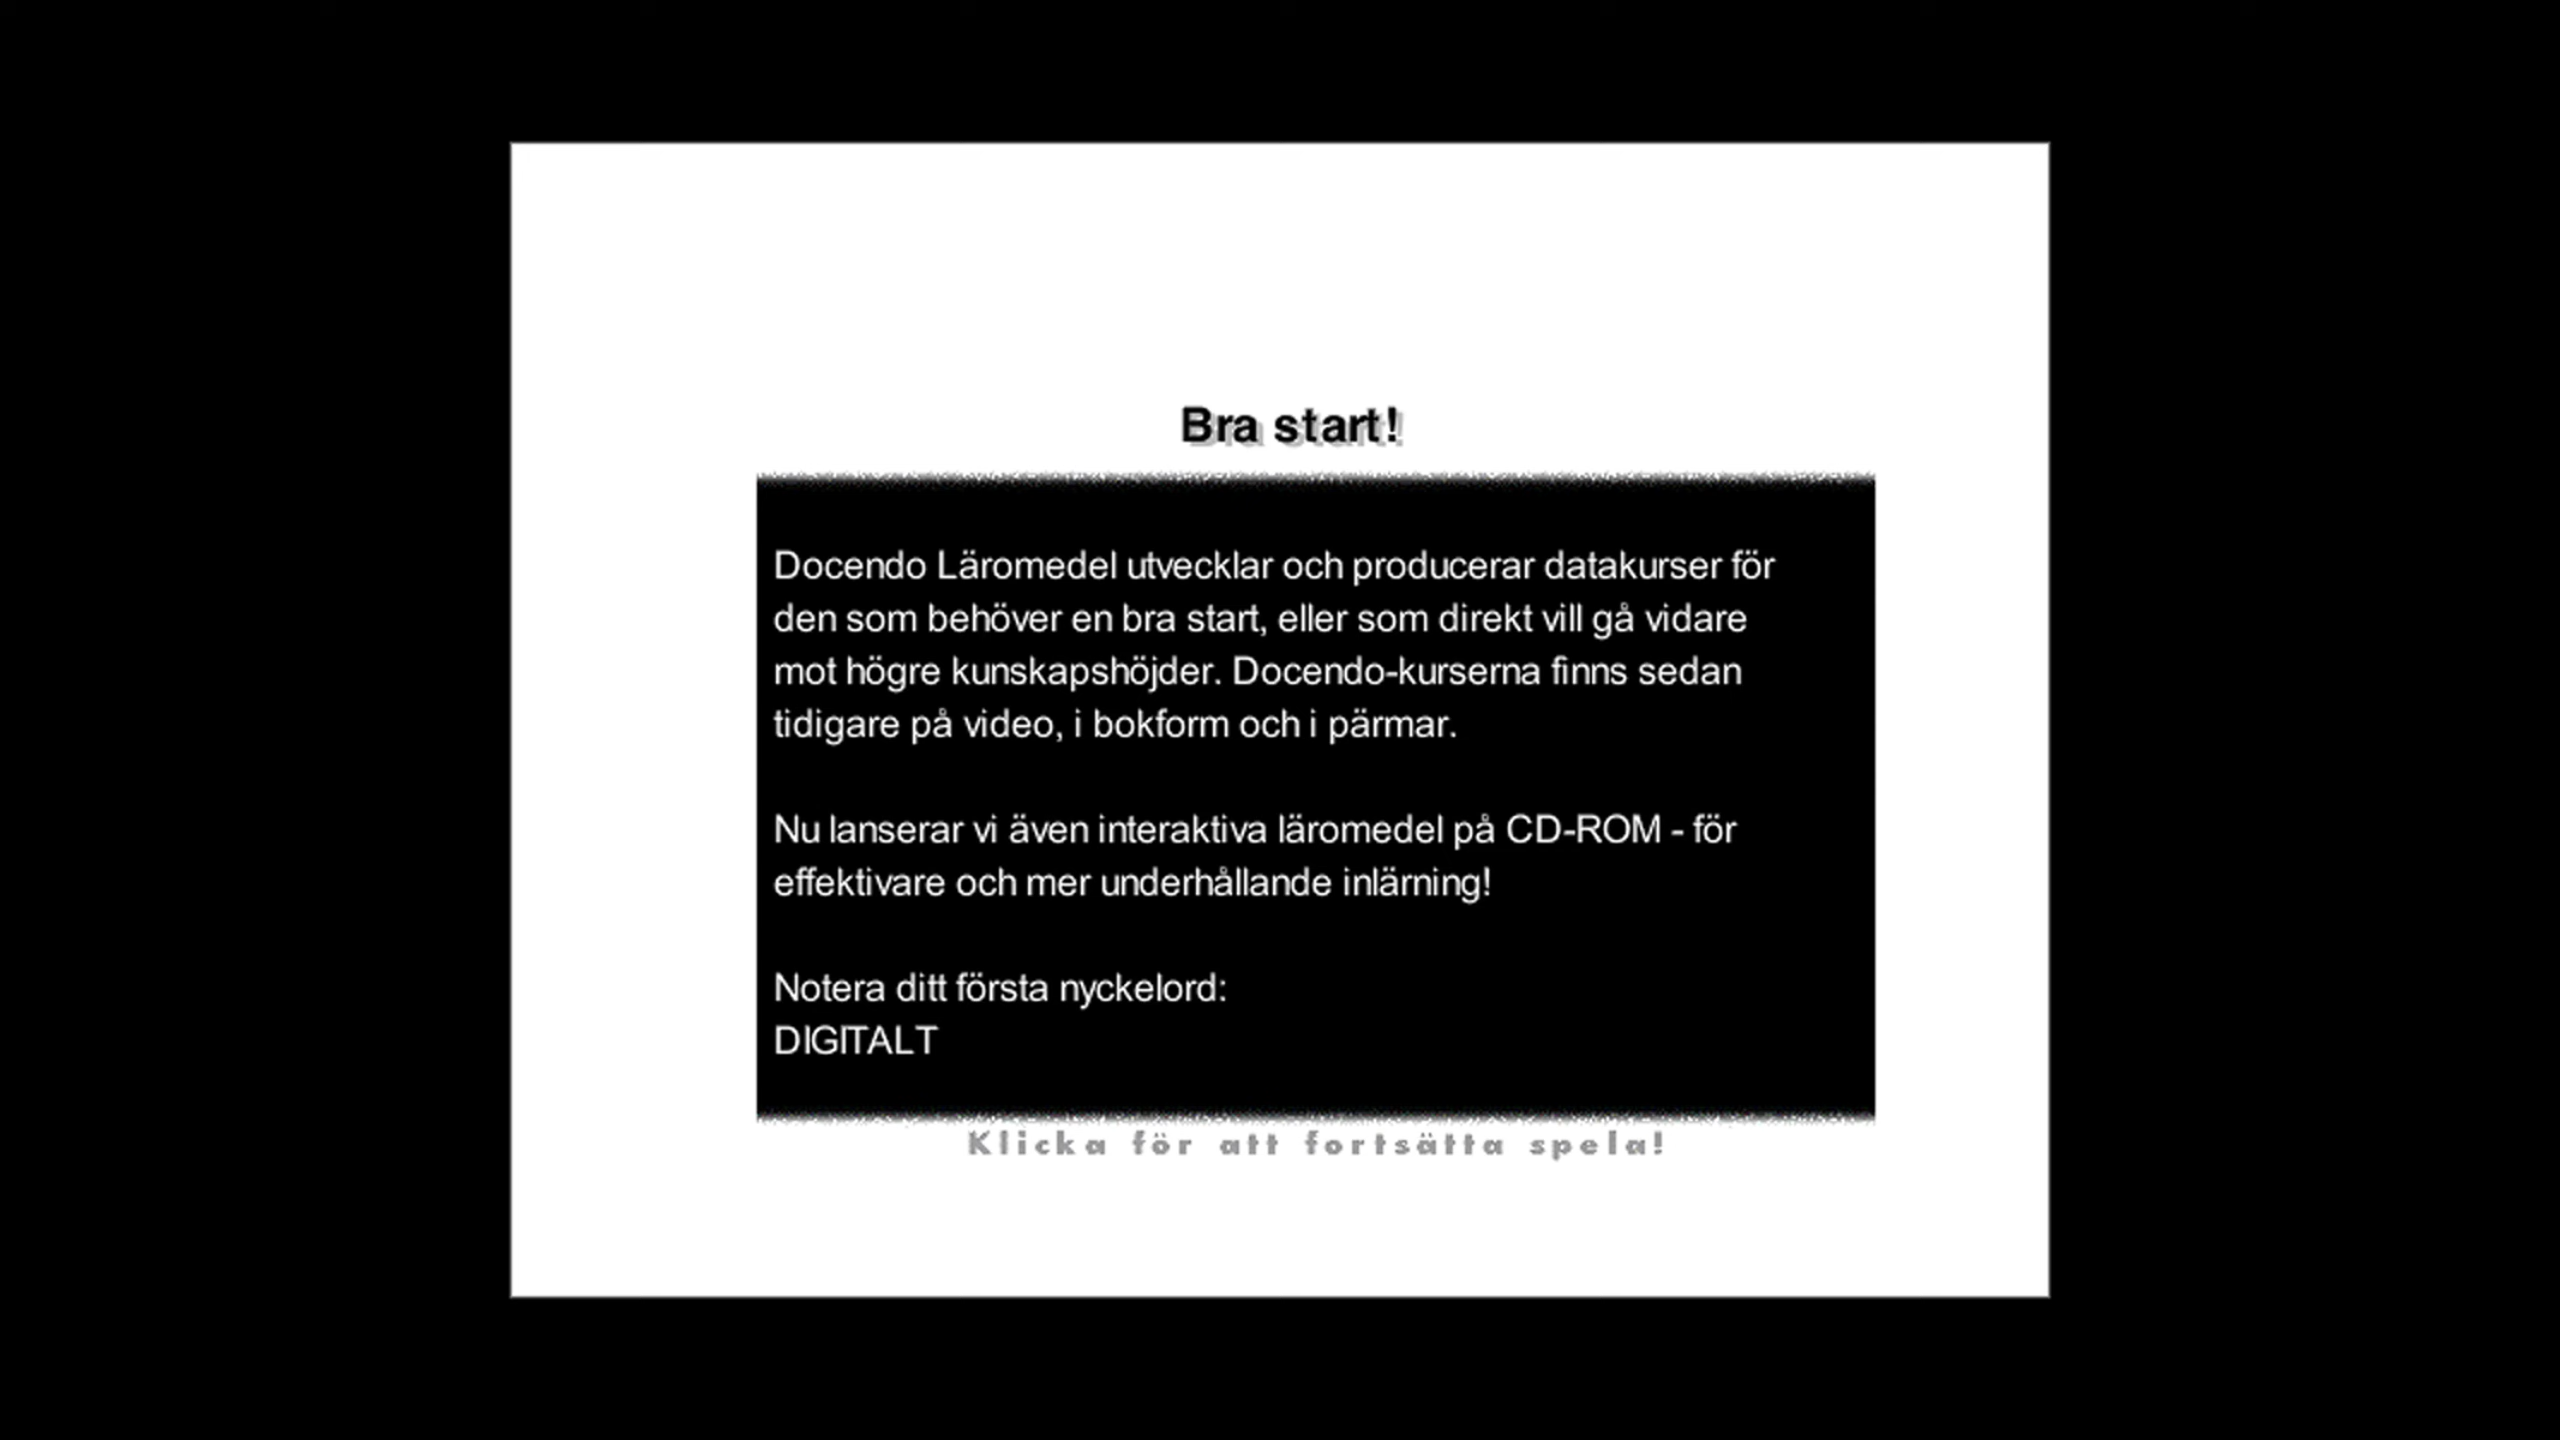 Bra start!
Docendo Läromedel utvecklar och producerar datakurser för
den som behöver en bra start, eller som direkt vill gå vidare
mot högre kunskapshöjder. Docendo-kurserna finns sedan
tidigare på video, i bokform och i pärmar.
Nu lanserar vi även interaktiva läromedel på CD-ROM - för
effektivare och mer underhållande inlärning!
Notera ditt första nyckelord:
DIGITALT
Klicka för att fortsätta spela!